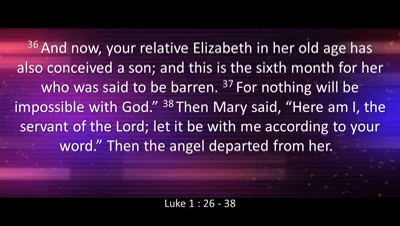 36 And now, your relative Elizabeth in her old age has
also conceived a son; and this is the sixth month for her
who was said to be barren. 37 For nothing will be
impossible with God.” 38 Then Mary said, “Here am I, the
servant of the Lord; let it be with me according to your
word.” Then the angel departed from her.
Luke 1 : 26 - 38